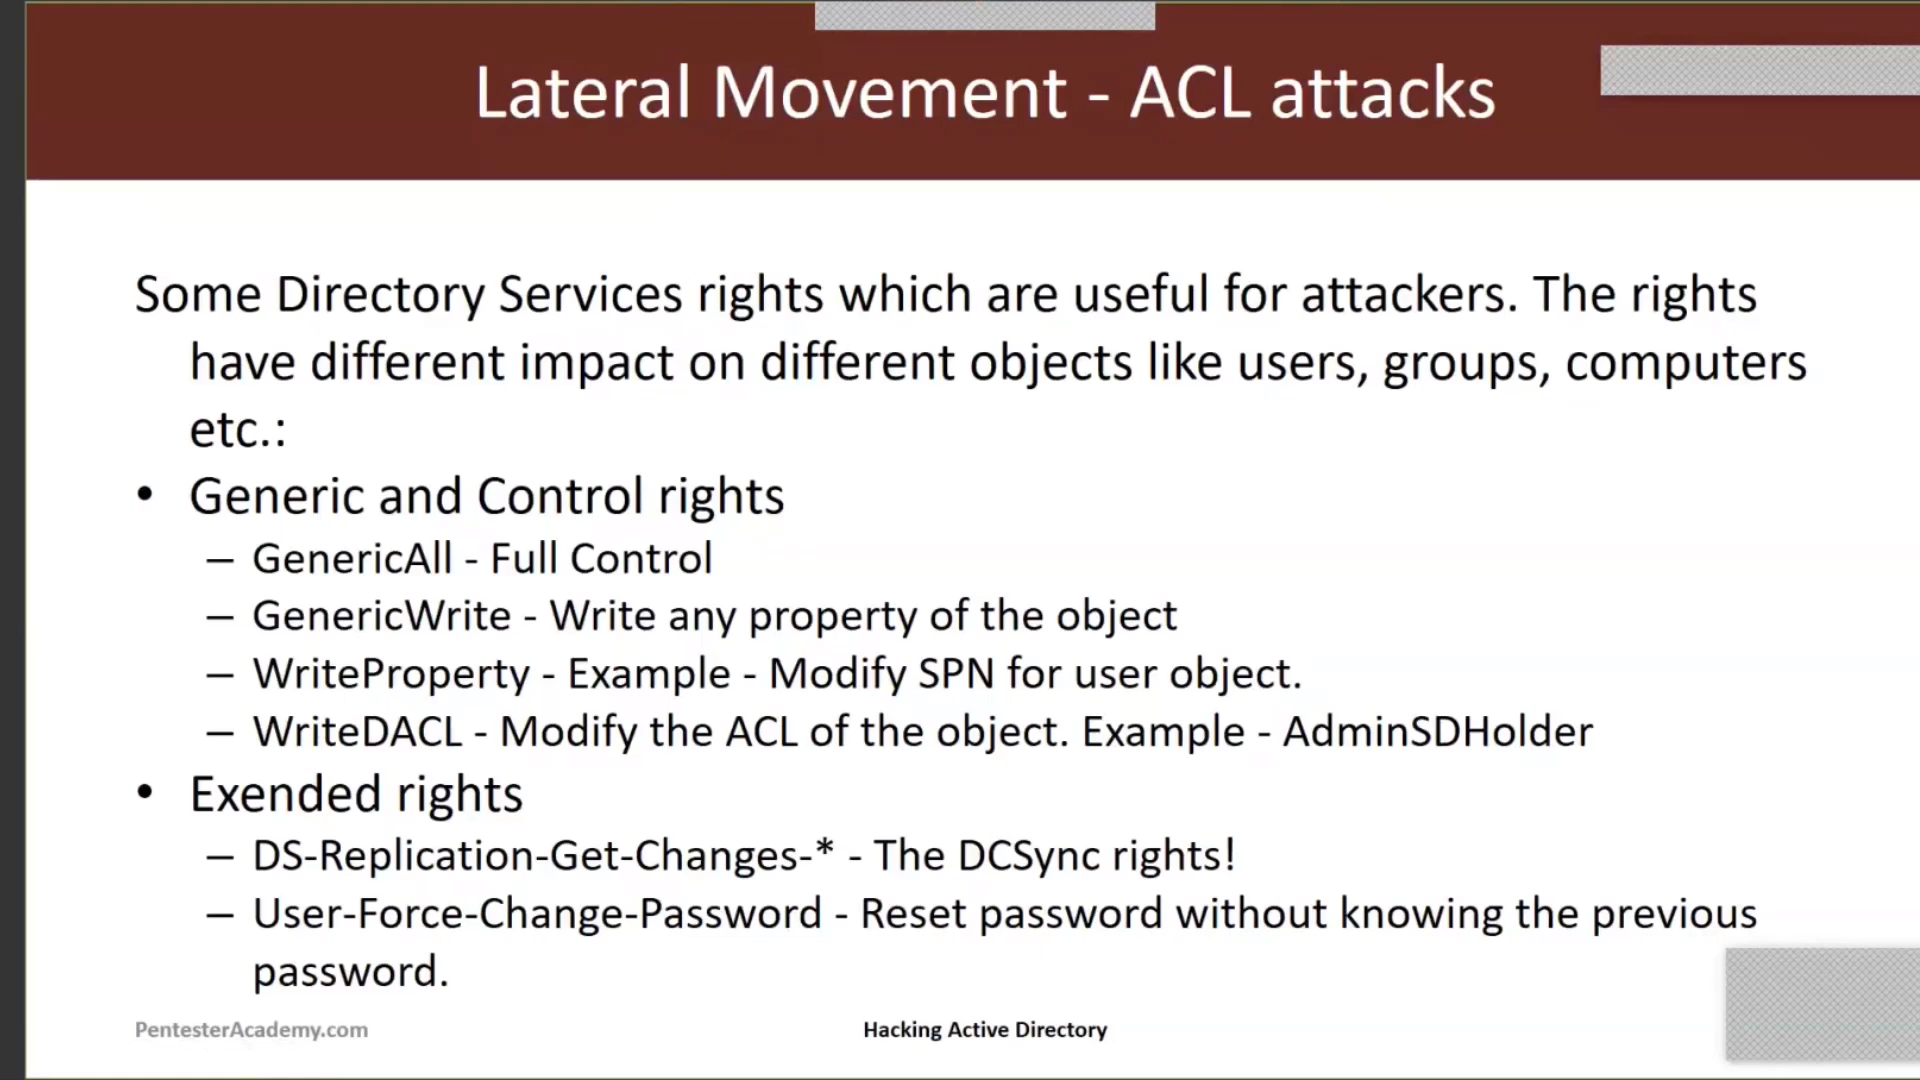 Lateral Movement - ACL attacks
Some Directory Services rights which are useful for attackers. The rights
have different impact on different objects like users, groups, computers
etc.:
• Generic and Control rights
– GenericAll - Full Control
– GenericWrite - Write any property of the object
– WriteProperty - Example - Modify SPN for user object.
– WriteDACL - Modify the ACL of the object. Example - AdminSDHolder
• Exended rights
– DS-Replication-Get-Changes-* - The DCSync rights!
– User-Force-Change-Password - Reset password without knowing the previous
password.
PentesterAcademy.com
Hacking Active Directory